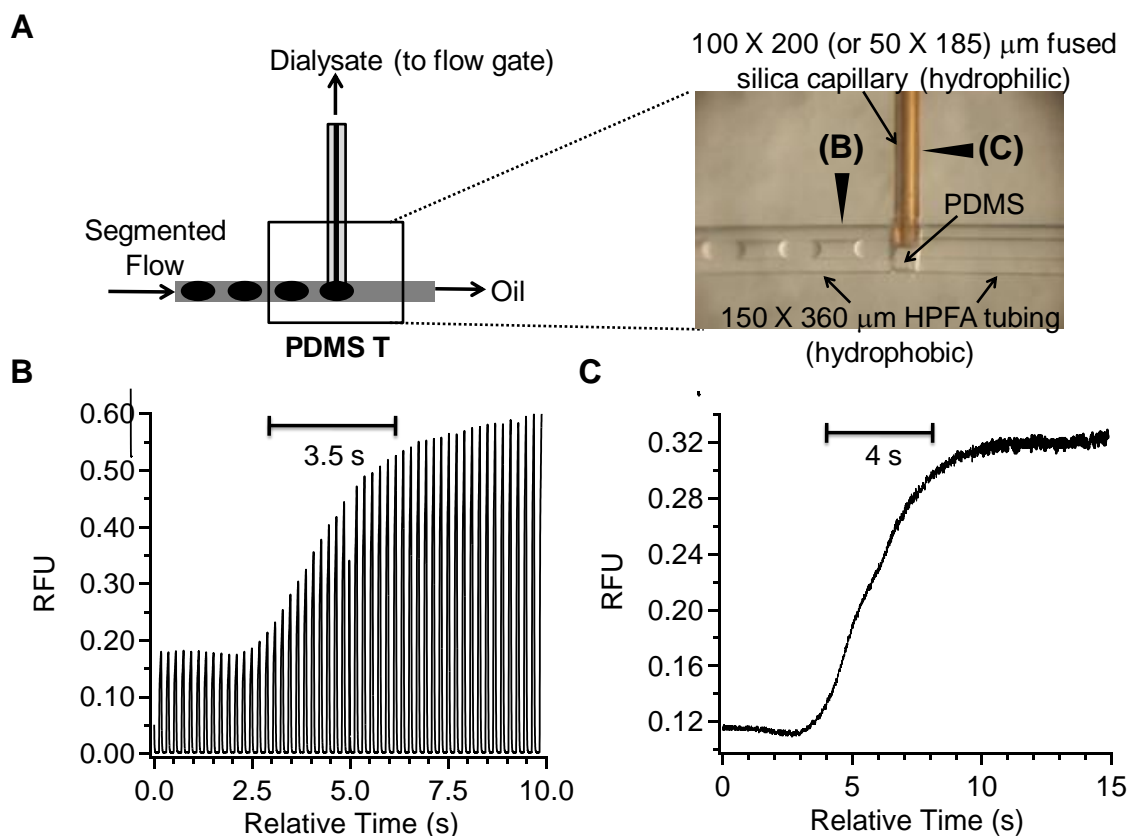 A
Dialysate (to flow gate)
Segmented
Flow
Oil
PDMS T
100 X 200 (or 50 X 185) μm fused
silica capillary (hydrophilic)
(B)
(C)
PDMS
150 X 360 μm HPFA tubing
(hydrophobic)
B
0.60
0.50
0.40
0.30
0.20
0.10
0.00
RFU
3.5 s
0.0
2.5
5.0
7.5
10.0
Relative Time (s)
C
0.32
0.28
0.24
0.20
0.16
0.12
RFU
4 s
0
5
10
15
Relative Time (s)